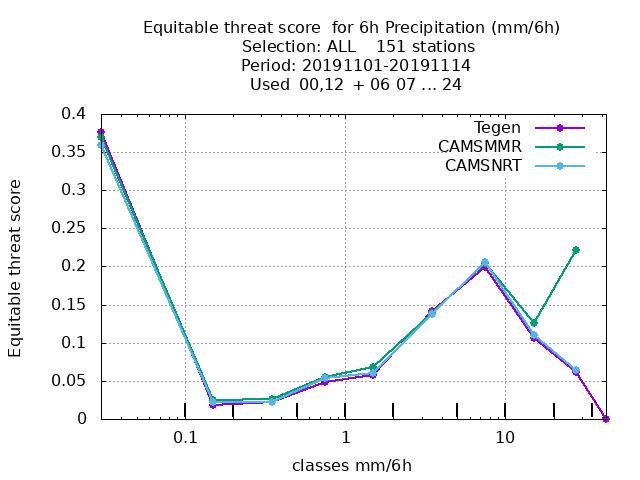 Equitable threat score  for 6h Precipitation (mm/6h)
Selection: ALL    151 stations
Period: 20191101-20191114
Used  00,12  + 06 07 ... 24
Tegen
CAMSMMR
CAMSNRT
0.4
0.35
0.3
0.25
0.2
0.15
0.1
0.05
0
Equitable threat score
0.1 1 10
classes mm/6h